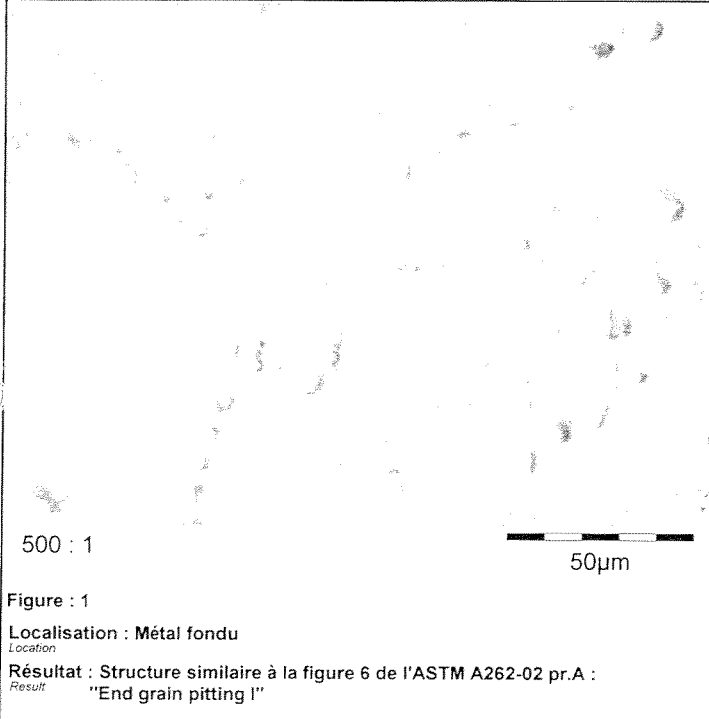 500 : 1
50µm
Figure : 1
Localisation : Métal fondu
Location
Résultat : Structure similaire à la figure 6 de l'ASTM A262-02 pr.A :
Result
"End grain pitting I"